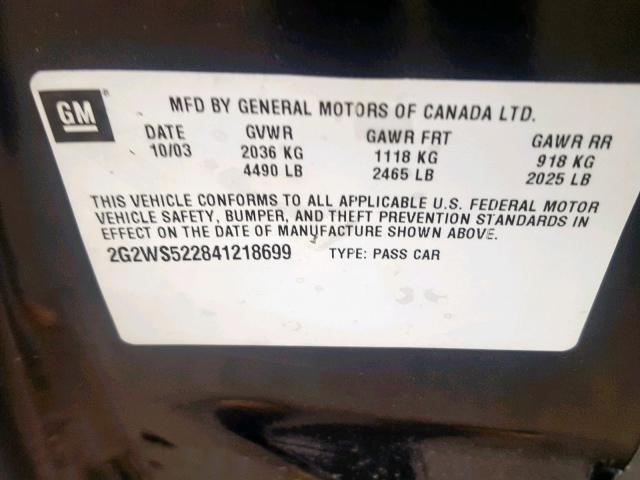 GM ®
MFD BY GENERAL MOTORS OF CANADA LTD.
DATE GVWR GAWR FRT GAWR RR
10/03 2036 KG 1118 KG 918 KG
4490 LB 2465 LB 2025 LB
THIS VEHICLE CONFORMS TO ALL APPLICABLE U.S. FEDERAL MOTOR
VEHICLE SAFETY, BUMPER, AND THEFT PREVENTION STANDARDS IN
EFFECT ON THE DATE OF MANUFACTURE SHOWN ABOVE.
2G2WS522841218699 TYPE: PASS CAR